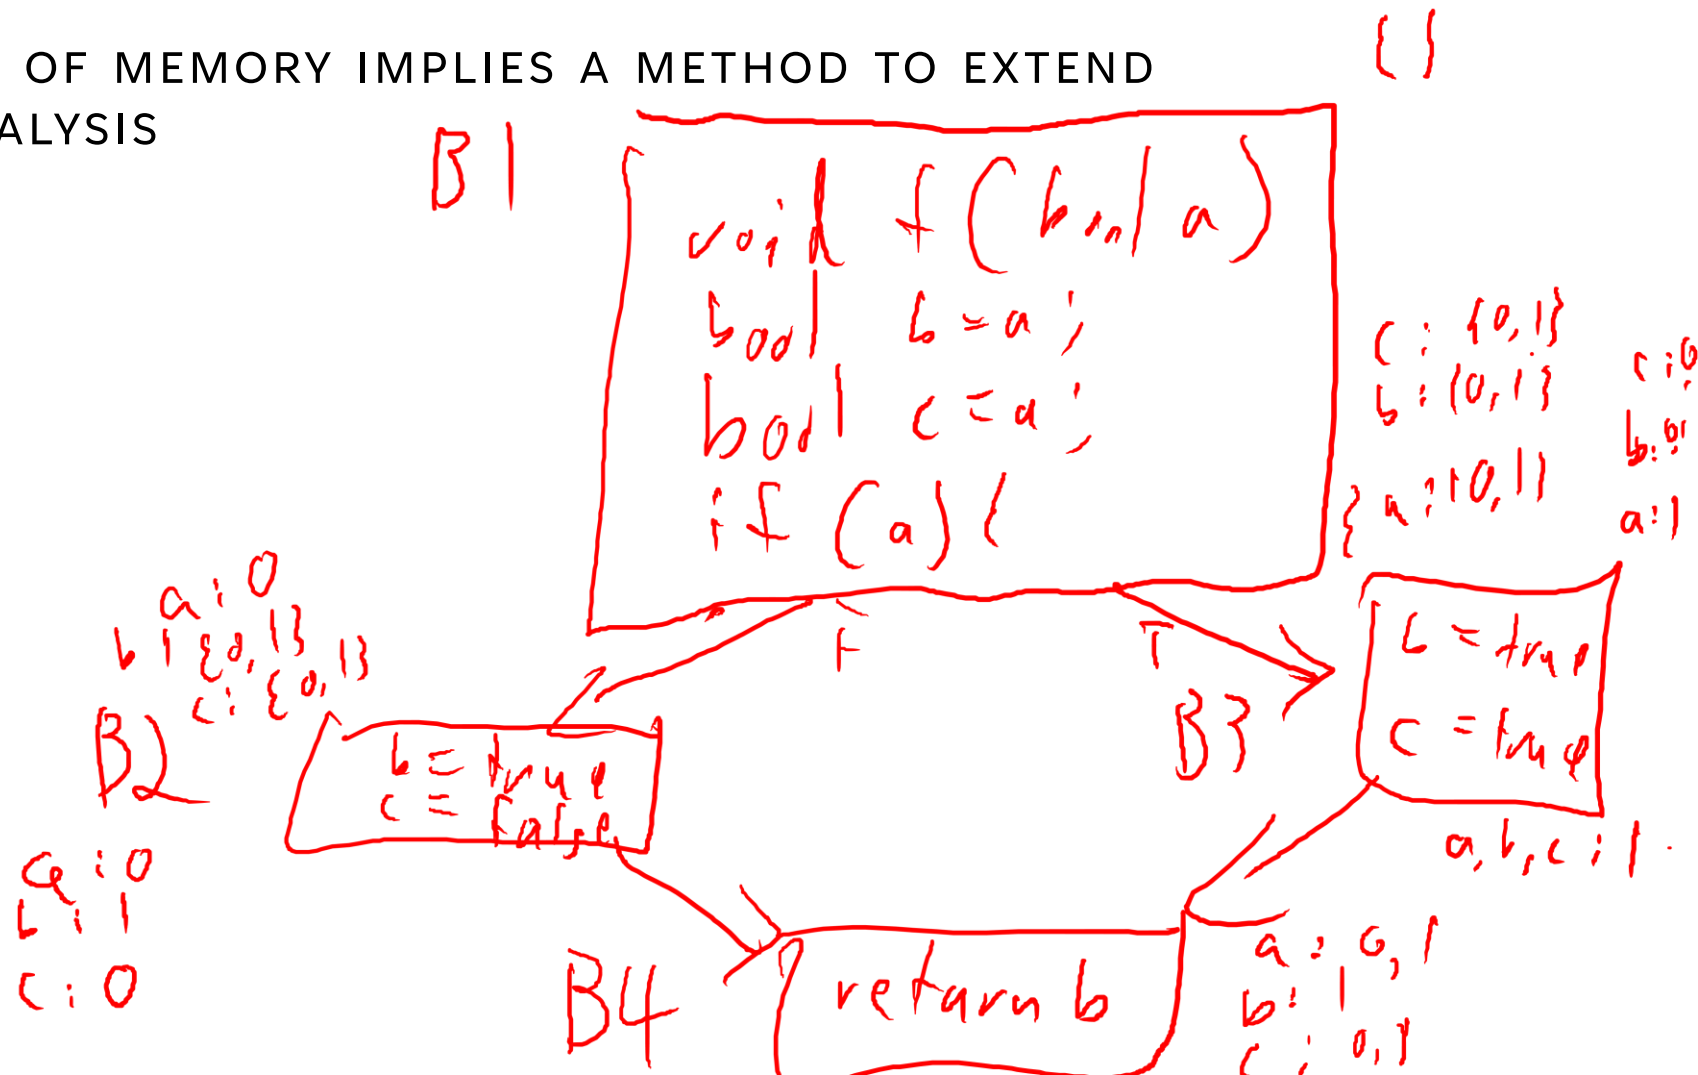 OF MEMORY IMPLIES A METHOD TO EXTEND
ALYSIS
{}
B1
void f(bool a)
bool b=a;
bool c=a;
if (a) {
c: {0,1}
b: {0,1}
{ a: {0,1}
c:0
b:0
a:1
F
T
a:0
b: {0,1}
c: {0,1}
B2
b = true
c = false
a:0
b:1
c:0
B3
b = true
c = true
a,b,c:1
B4
return b
a: 0,1
b: 1
c: 0,1